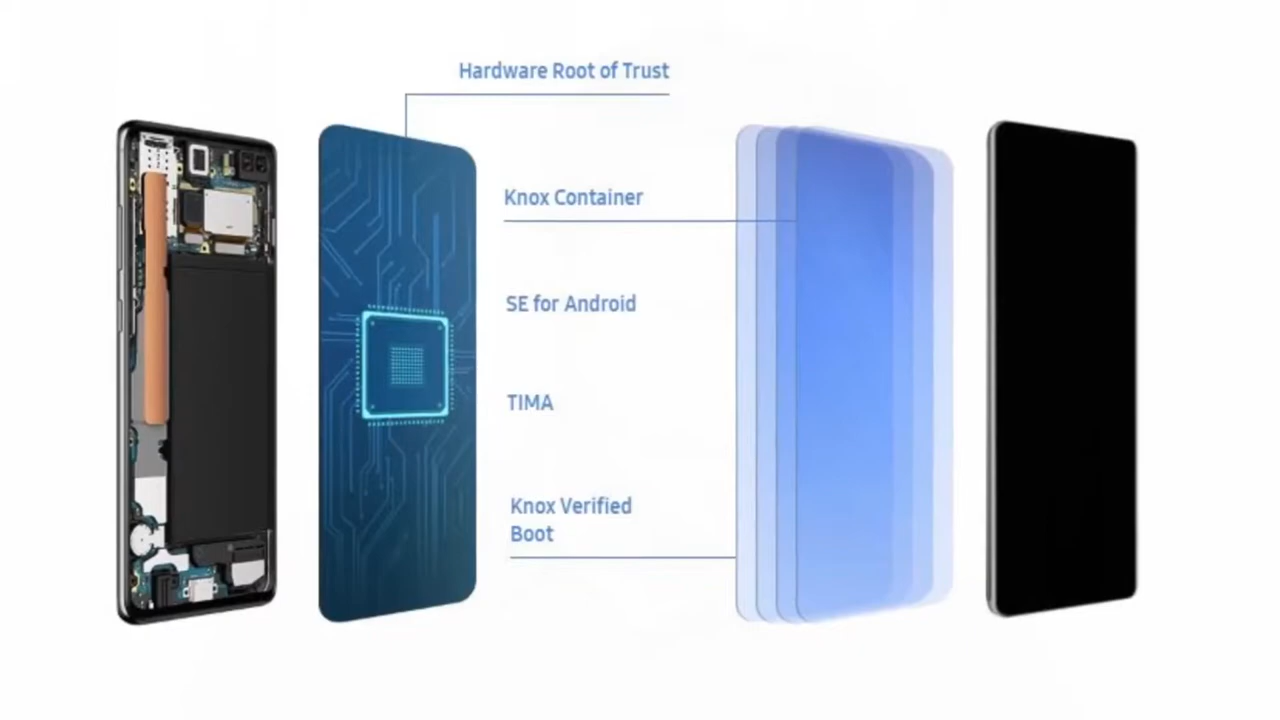 Hardware Root of Trust
Knox Container
SE for Android
TIMA
Knox Verified
Boot